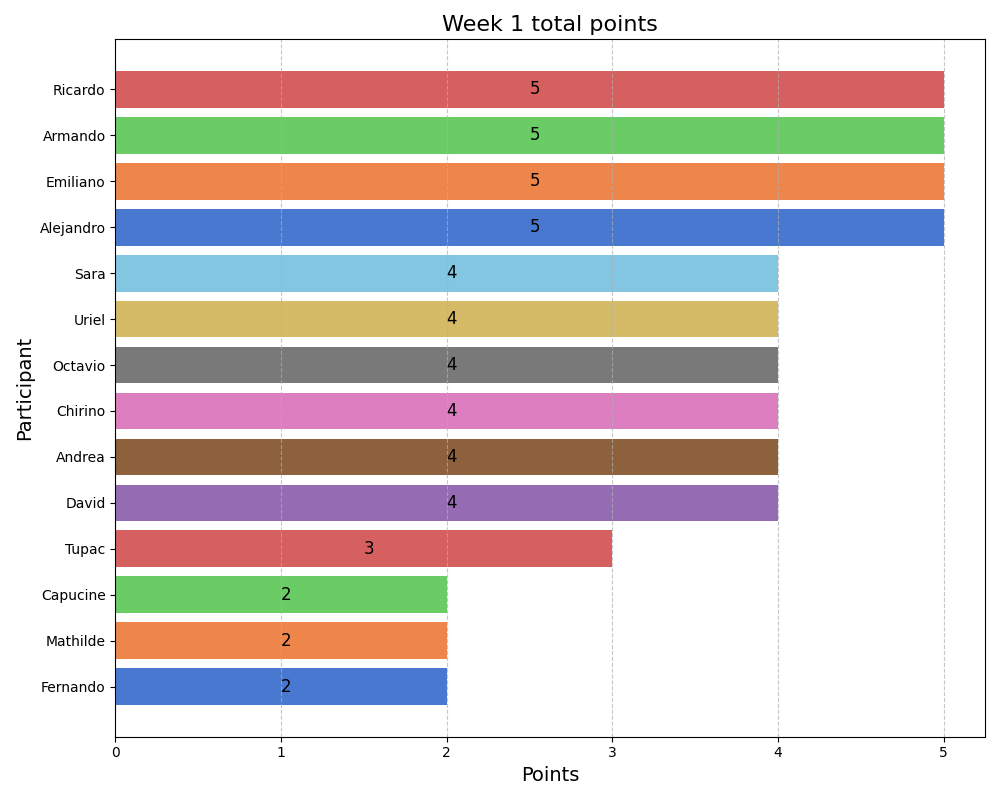 Week 1 total points
Participant
Ricardo 5
Armando 5
Emiliano 5
Alejandro 5
Sara 4
Uriel 4
Octavio 4
Chirino 4
Andrea 4
David 4
Tupac 3
Capucine 2
Mathilde 2
Fernando 2
0 1 2 3 4 5
Points